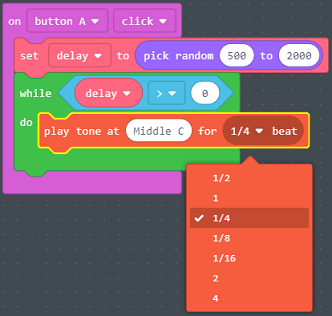 on button A click
set delay to pick random 500 to 2000
while delay > 0
do play tone at Middle C for 1/4 beat
1/2
1
1/4
1/8
1/16
2
4